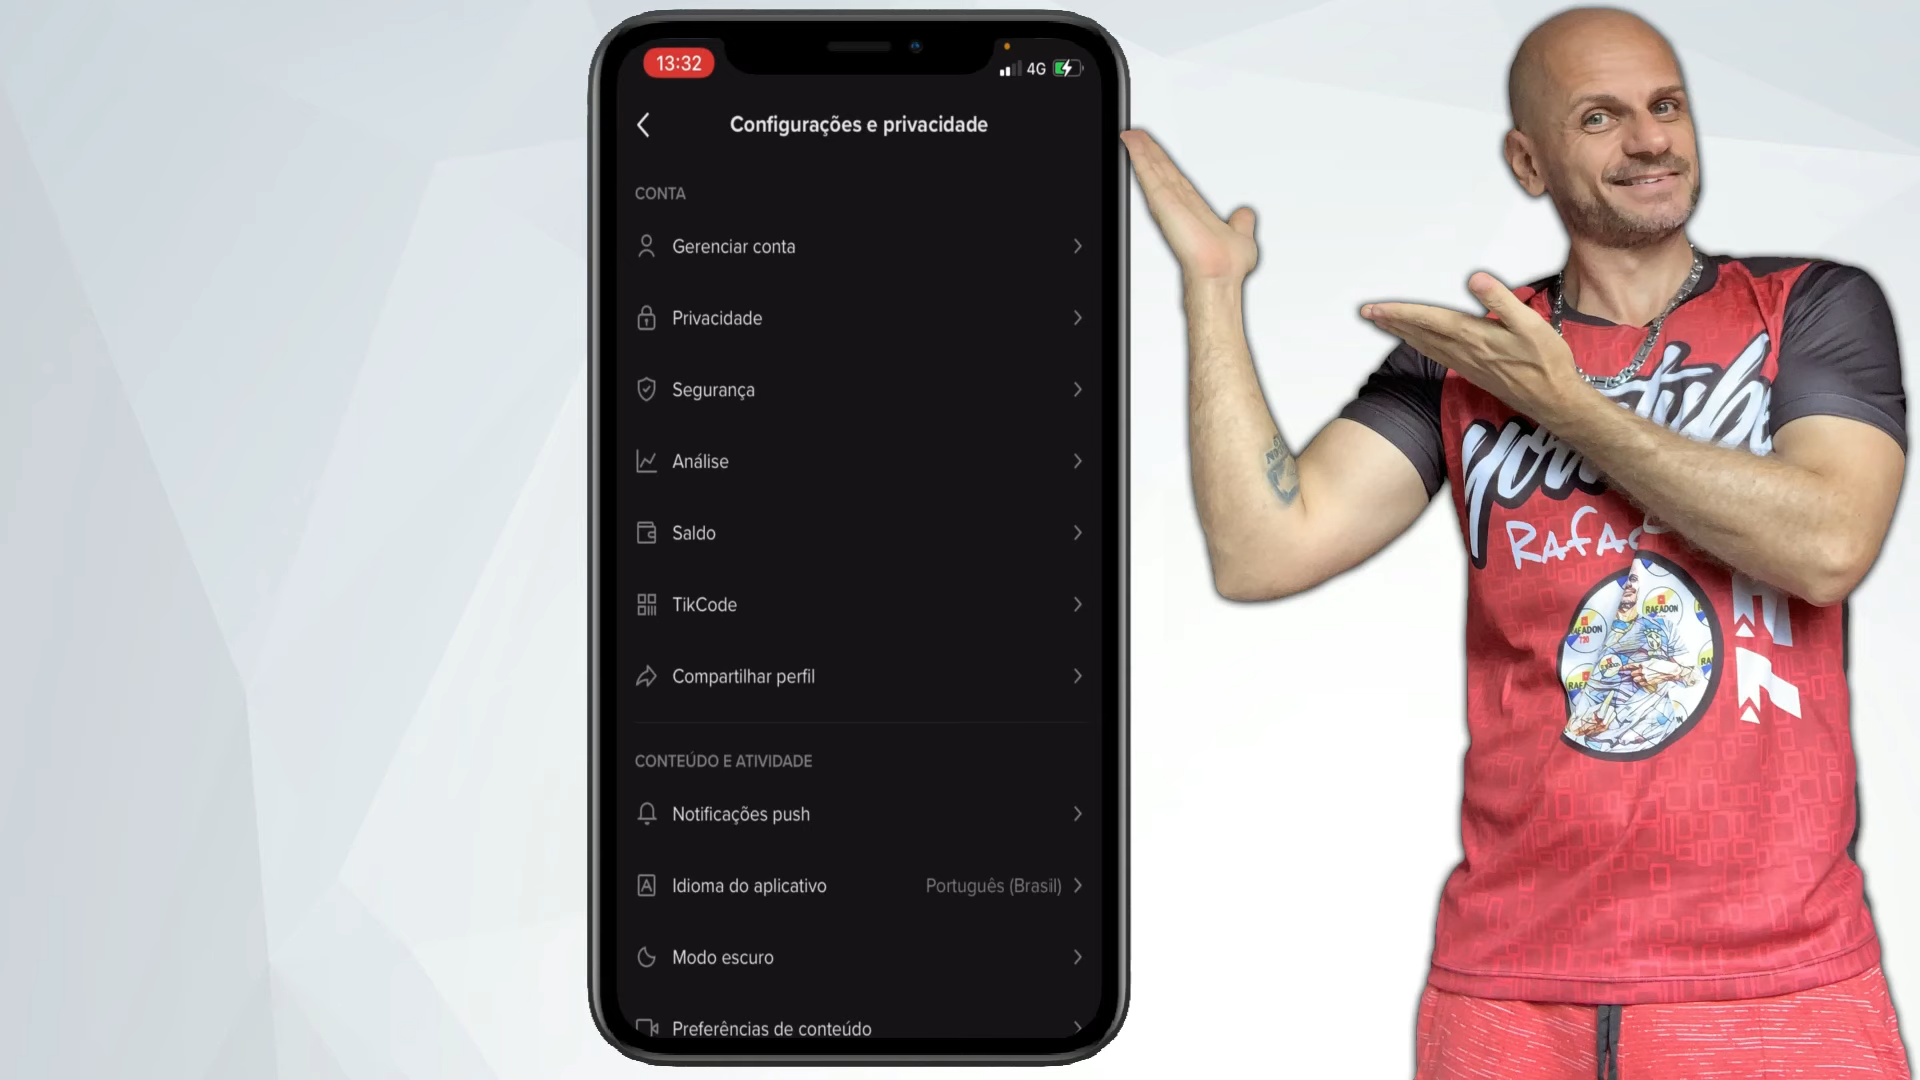 13:32
4G
Configurações e privacidade
CONTA
Gerenciar conta
Privacidade
Segurança
Análise
Saldo
TikCode
Compartilhar perfil
CONTEÚDO E ATIVIDADE
Notificações push
Idioma do aplicativo Português (Brasil)
Modo escuro
Preferências de conteúdo
RAFADON